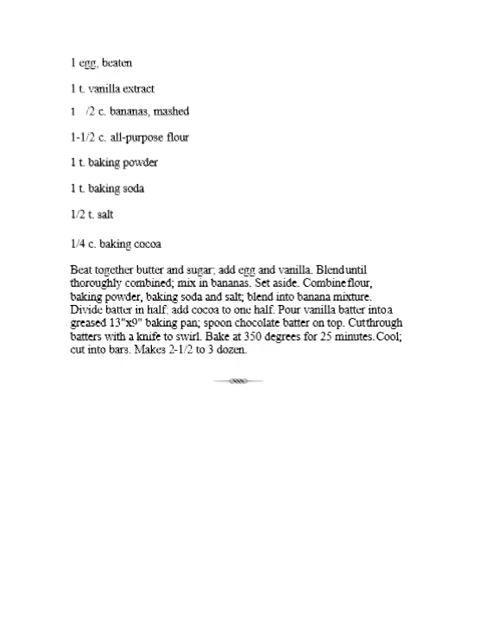 1 egg, beaten
1 t. vanilla extract
1 /2 c. bananas, mashed
1-1/2 c. all-purpose flour
1 t. baking powder
1 t. baking soda
1/2 t. salt
1/4 c. baking cocoa
Beat together butter and sugar; add egg and vanilla. Blend until
thoroughly combined; mix in bananas. Set aside. Combine flour,
baking powder, baking soda and salt; blend into banana mixture.
Divide batter in half; add cocoa to one half. Pour vanilla batter into a
greased 13"x9" baking pan; spoon chocolate batter on top. Cut through
batters with a knife to swirl. Bake at 350 degrees for 25 minutes. Cool;
cut into bars. Makes 2-1/2 to 3 dozen.